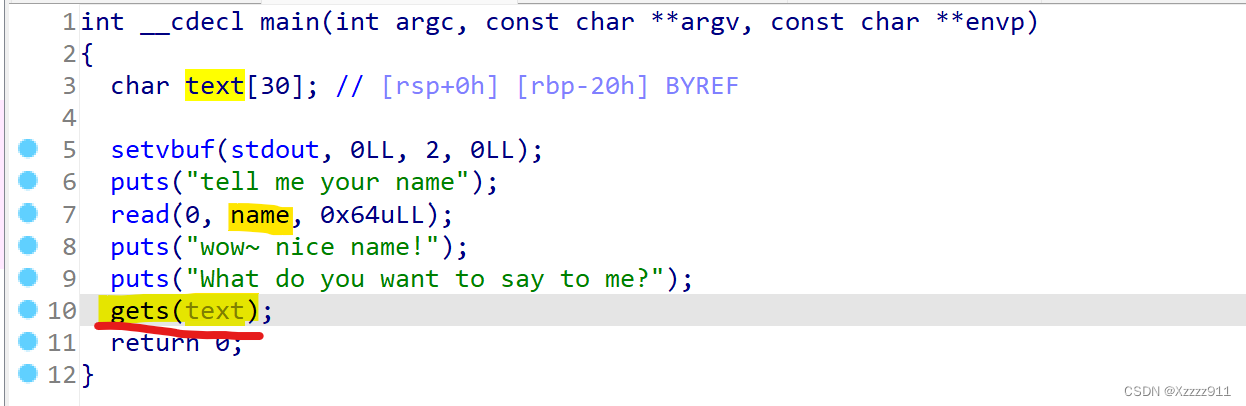 1 int __cdecl main(int argc, const char **argv, const char **envp)
2 {
3 char text[30]; // [rsp+0h] [rbp-20h] BYREF
4
5 setvbuf(stdout, 0LL, 2, 0LL);
6 puts("tell me your name");
7 read(0, name, 0x64uLL);
8 puts("wow~ nice name!");
9 puts("What do you want to say to me?");
10 gets(text);
11 return 0;
12 }
CSDN @Xzzzz911